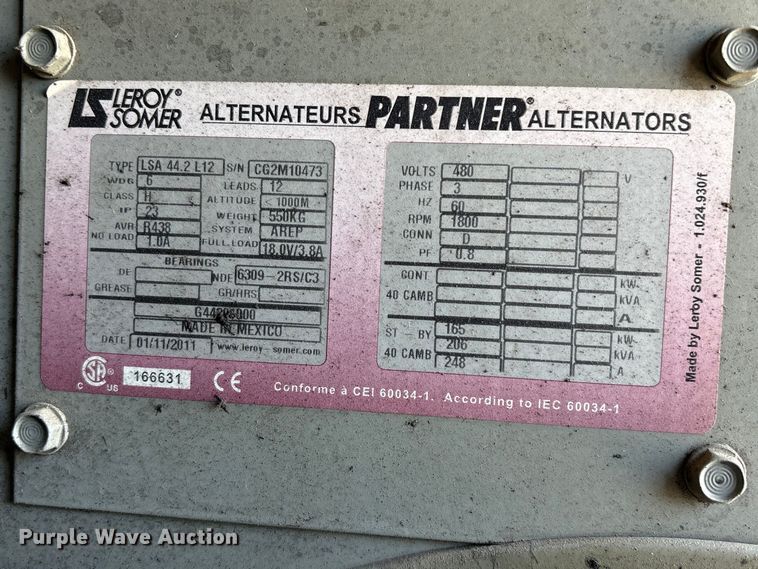 LS LEROY® SOMER ALTERNATEURS PARTNER® ALTERNATORS
TYPE LSA 44.2 L12 S/N CG2M10473
WDG 6 LEADS 12
CLASS H ALTITUDE < 1000M
IP 23 WEIGHT 550KG
AVR R438 SYSTEM AREP
NO LOAD 1.0A FULL LOAD 18.0V/3.8A
BEARINGS
DE NDE 6309-2RS/C3
GREASE GR/HRS
MADE IN MEXICO
DATE 01/11/2011 www.leroy-somer.com
VOLTS 480 V
PHASE 3
HZ 60
RPM 1800
CONN D
PF 0.8
CONT kW
40 CAMB kVA
A
ST-BY 165 kW
40 CAMB 206 kVA
248 A
C SA US 166631 CE
Conforme à CEI 60034-1. According to IEC 60034-1
Made by Leroy Somer - 1.024.930/f
Purple Wave Auction